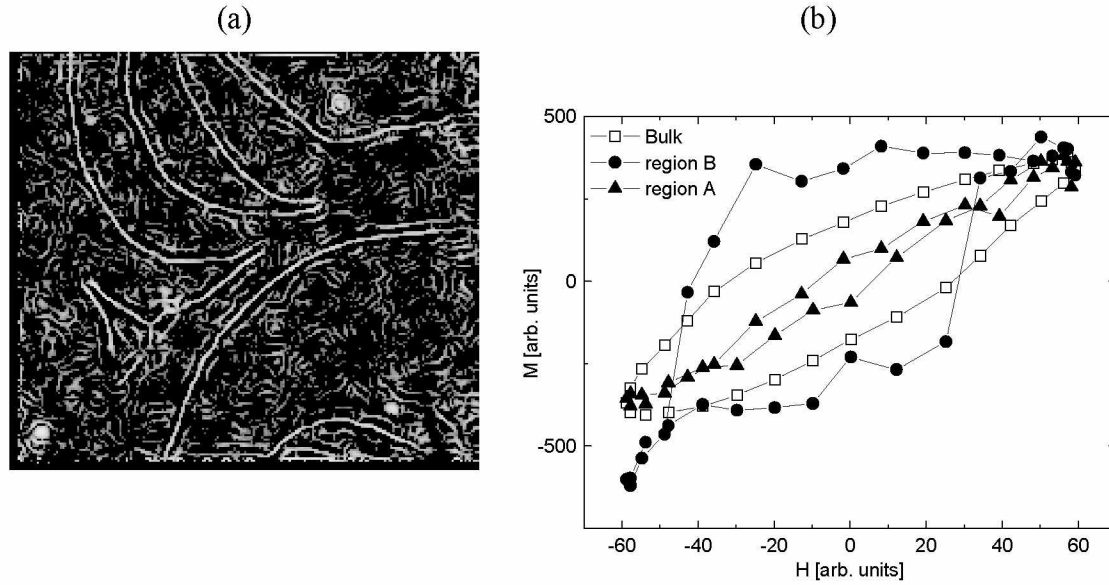 (a)
(b)
500
0
-500
M [arb. units]
Bulk
region B
region A
-60 -40 -20 0 20 40 60
H [arb. units]